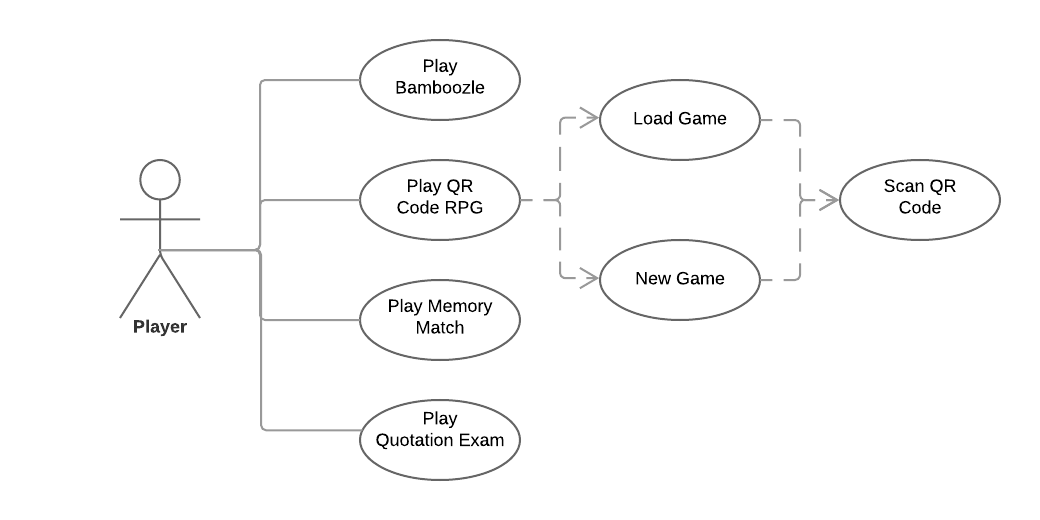 Play
Bamboozle
Play QR
Code RPG
Load Game
Scan QR
Code
New Game
Play Memory
Match
Player
Play
Quotation Exam